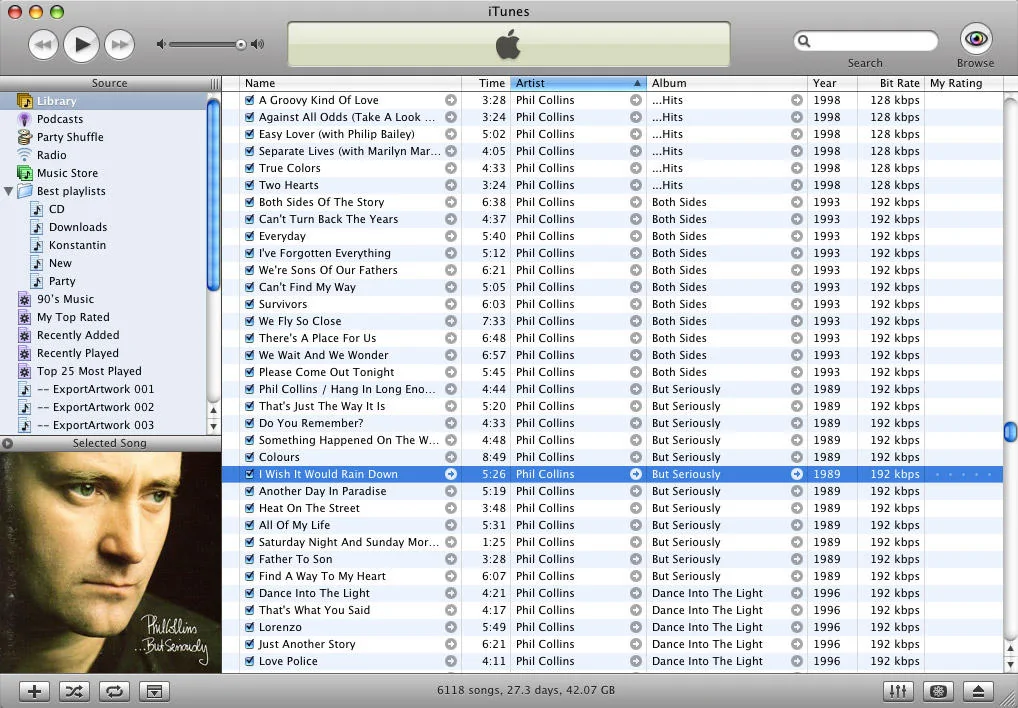 iTunes
Search
Browse
Source
Library
Podcasts
Party Shuffle
Radio
Music Store
Best playlists
CD
Downloads
Konstantin
New
Party
90's Music
My Top Rated
Recently Added
Recently Played
Top 25 Most Played
-- ExportArtwork 001
-- ExportArtwork 002
-- ExportArtwork 003
Selected Song
Phil Collins
...But Seriously
Name Time Artist Album Year Bit Rate My Rating
A Groovy Kind Of Love 3:28 Phil Collins ...Hits 1998 128 kbps
Against All Odds (Take A Look ... 3:24 Phil Collins ...Hits 1998 128 kbps
Easy Lover (with Philip Bailey) 5:02 Phil Collins ...Hits 1998 128 kbps
Separate Lives (with Marilyn Mar... 4:05 Phil Collins ...Hits 1998 128 kbps
True Colors 4:33 Phil Collins ...Hits 1998 128 kbps
Two Hearts 3:24 Phil Collins ...Hits 1998 128 kbps
Both Sides Of The Story 6:38 Phil Collins Both Sides 1993 192 kbps
Can't Turn Back The Years 4:37 Phil Collins Both Sides 1993 192 kbps
Everyday 5:40 Phil Collins Both Sides 1993 192 kbps
I've Forgotten Everything 5:12 Phil Collins Both Sides 1993 192 kbps
We're Sons Of Our Fathers 6:21 Phil Collins Both Sides 1993 192 kbps
Can't Find My Way 5:05 Phil Collins Both Sides 1993 192 kbps
Survivors 6:03 Phil Collins Both Sides 1993 192 kbps
We Fly So Close 7:33 Phil Collins Both Sides 1993 192 kbps
There's A Place For Us 6:48 Phil Collins Both Sides 1993 192 kbps
We Wait And We Wonder 6:57 Phil Collins Both Sides 1993 192 kbps
Please Come Out Tonight 5:45 Phil Collins Both Sides 1993 192 kbps
Phil Collins / Hang In Long Eno... 4:44 Phil Collins But Seriously 1989 192 kbps
That's Just The Way It Is 5:20 Phil Collins But Seriously 1989 192 kbps
Do You Remember? 4:33 Phil Collins But Seriously 1989 192 kbps
Something Happened On The W... 4:48 Phil Collins But Seriously 1989 192 kbps
Colours 8:49 Phil Collins But Seriously 1989 192 kbps
I Wish It Would Rain Down 5:26 Phil Collins But Seriously 1989 192 kbps
Another Day In Paradise 5:19 Phil Collins But Seriously 1989 192 kbps
Heat On The Street 3:48 Phil Collins But Seriously 1989 192 kbps
All Of My Life 5:31 Phil Collins But Seriously 1989 192 kbps
Saturday Night And Sunday Mor... 1:25 Phil Collins But Seriously 1989 192 kbps
Father To Son 3:28 Phil Collins But Seriously 1989 192 kbps
Find A Way To My Heart 6:07 Phil Collins But Seriously 1989 192 kbps
Dance Into The Light 4:21 Phil Collins Dance Into The Light 1996 192 kbps
That's What You Said 4:17 Phil Collins Dance Into The Light 1996 192 kbps
Lorenzo 5:49 Phil Collins Dance Into The Light 1996 192 kbps
Just Another Story 6:21 Phil Collins Dance Into The Light 1996 192 kbps
Love Police 4:11 Phil Collins Dance Into The Light 1996 192 kbps
6118 songs, 27.3 days, 42.07 GB